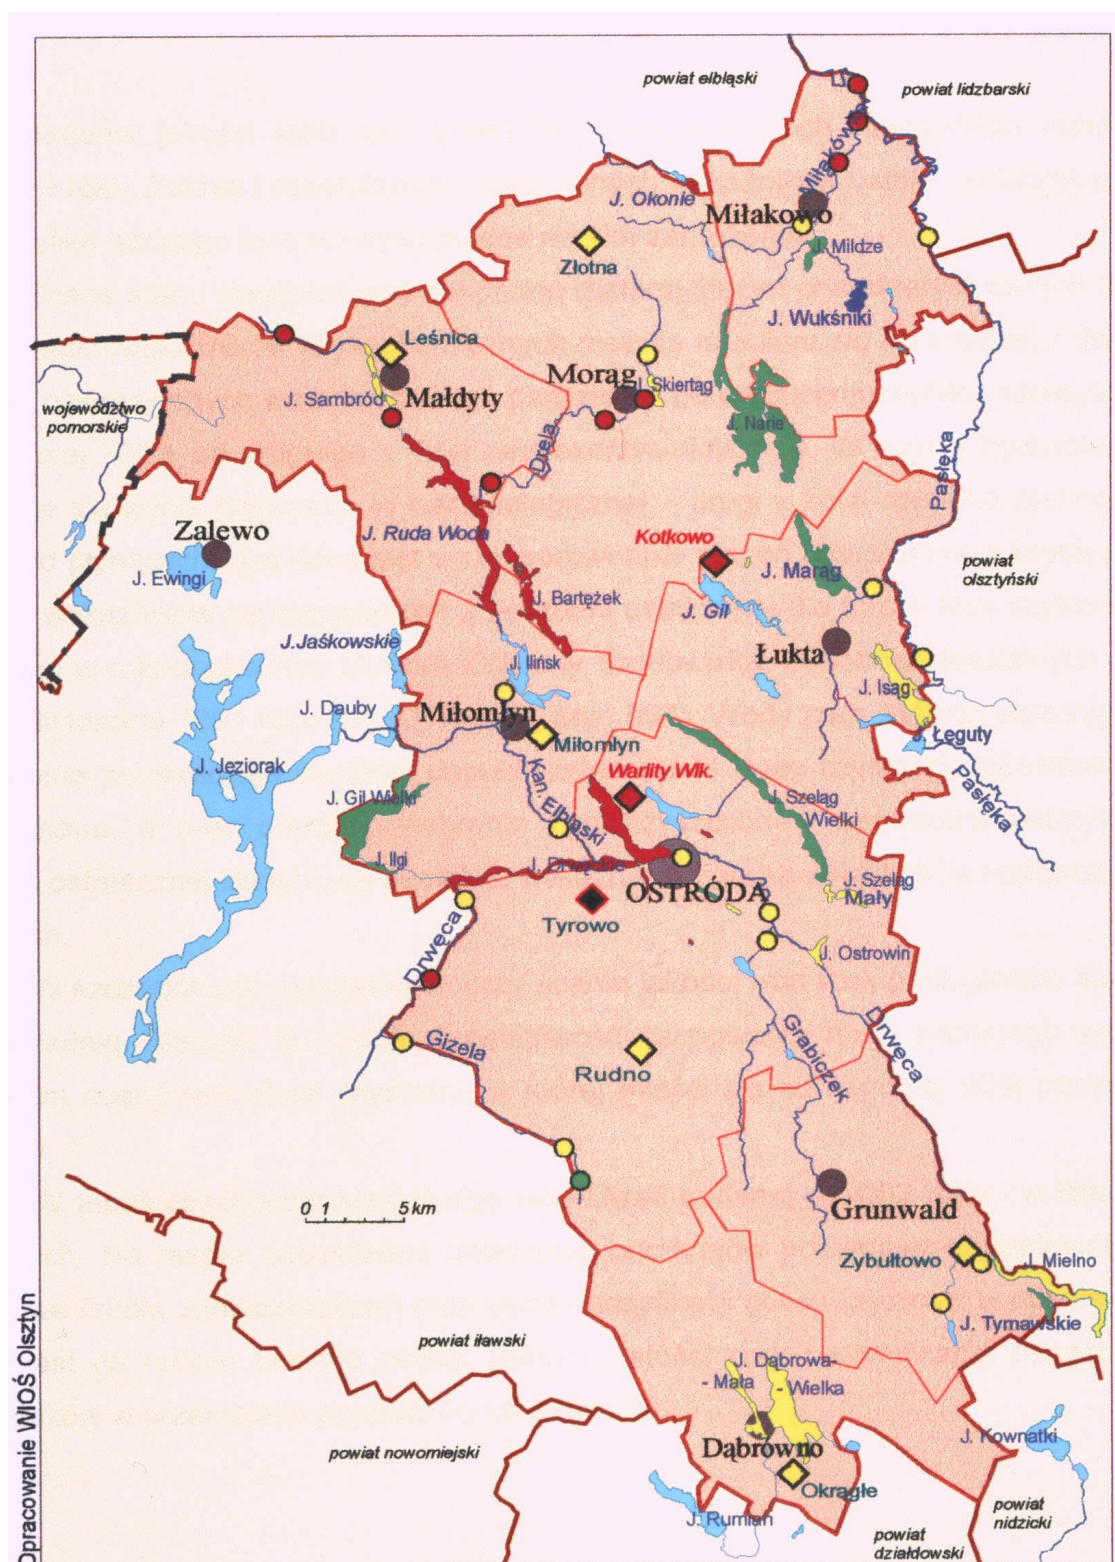 powiat elbląski
powiat lidzbarski
Miłakówka
J. Okonie
Miłakowo
J. Mildze
Złotna
J. Wukśniki
Leśnica
Morąg
J. Skiertąg
J. Sambród
Małdyty
województwo
pomorskie
J. Narie
Drela
Pasłęka
Zalewo
J. Ruda Woda
Kotkowo
J. Ewingi
J. Marąg
powiat
olsztyński
J. Bartężek
J. Gil
J.Jaśkowskie
Łukta
J. Ilińsk
J. Isąg
J. Dauby
Miłomłyn
Miłomłyn
J. Łęguty
J. Jeziorak
Warlity Wlk.
Kan. Elbląski
J. Gil Wielki
J. Szeląg
Wielki
Pasłęka
J. Ilgi
J. Szeląg
Mały
OSTRÓDA
Tyrowo
Drwęca
J. Ostrowin
Gizela
Drwęca
Grabiczek
Rudno
0 1 5 km
Grunwald
Zybułtowo
J. Mielno
J. Tymawskie
powiat iławski
J. Dąbrowa-
- Mała
- Wielka
Dąbrówno
J. Kownatki
powiat nowomiejski
Okrągłe
powiat
nidzicki
J. Rumian
powiat
działdowski
Opracowanie WIOŚ Olsztyn